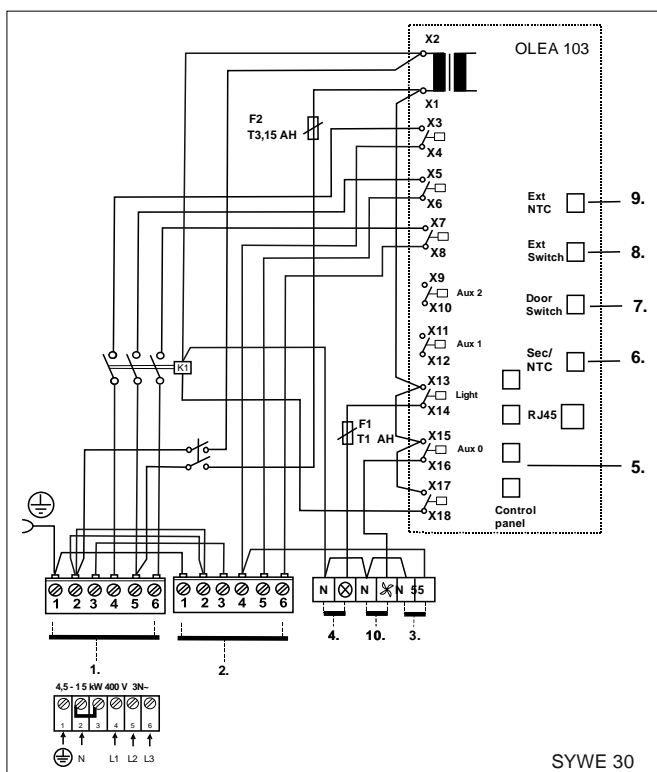 X2
OLEA 103
X1
F2
T3,15 AH
X3
X4
X5
X6
Ext
NTC
9.
X7
X8
Ext
Switch
8.
X9
Aux 2
X10
Door
Switch
7.
X11
Aux 1
X12
Sec/
NTC
6.
K1
X13
Light
X14
RJ45
F1
T1 AH
X15
Aux 0
X16
5.
X17
X18
Control
panel
1 2 3 4 5 6
1 2 3 4 5 6
N N N 55
4. 10. 3.
1.
2.
4,5 - 15 kW 400 V 3N~
1 2 3 4 5 6
N L1 L2 L3
SYWE 30